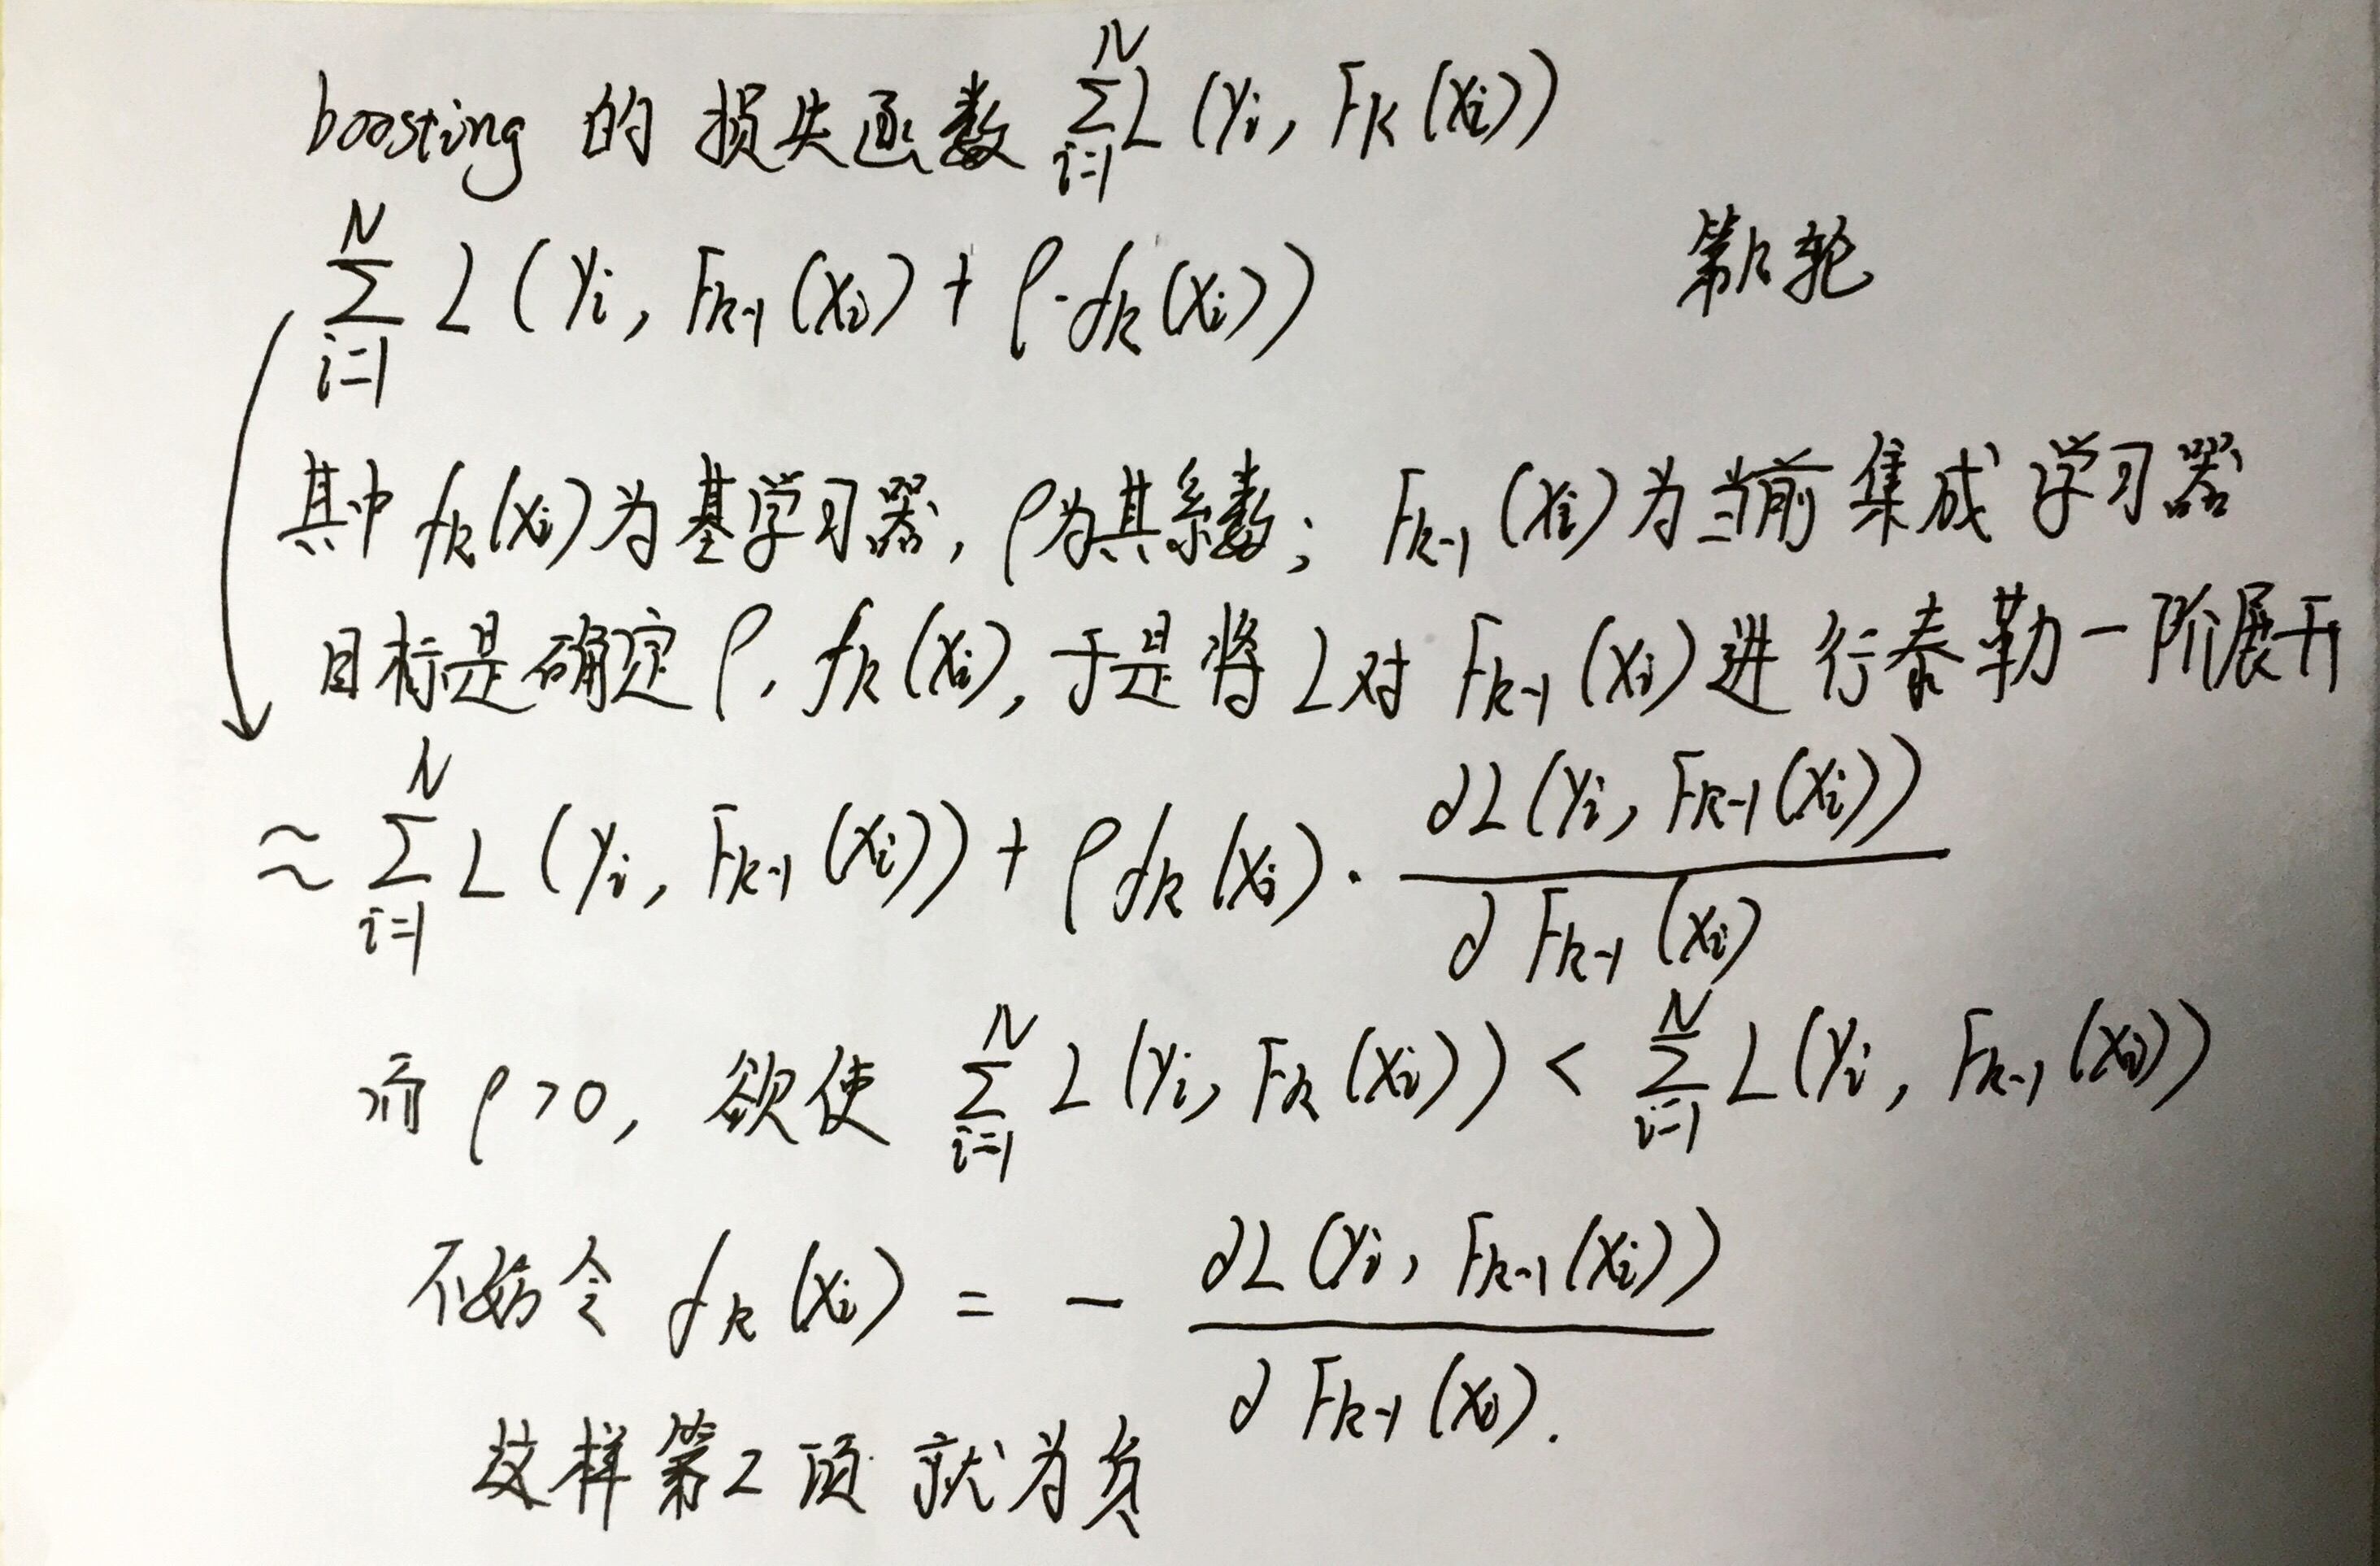 boosting 的 损失函数 $\sum_{i=1}^{N} L(y_i, F_k(x_i))$
$\sum_{i=1}^{N} L(y_i, F_{k-1}(x_i) + \rho \cdot f_k(x_i))$ 第k轮
其中 $f_k(x_i)$ 为基学习器, $\rho$ 为其系数; $F_{k-1}(x_i)$ 为当前集成学习器
目标是确定 $\rho$, $f_k(x_i)$, 于是将 $L$ 对 $F_{k-1}(x_i)$ 进行泰勒一阶展开
$\approx \sum_{i=1}^{N} L(y_i, F_{k-1}(x_i)) + \rho f_k(x_i) \cdot \frac{\partial L(y_i, F_{k-1}(x_i))}{\partial F_{k-1}(x_i)}$
而 $\rho > 0$, 欲使 $\sum_{i=1}^{N} L(y_i, F_k(x_i)) < \sum_{i=1}^{N} L(y_i, F_{k-1}(x_i))$
不妨令 $f_k(x_i) = - \frac{\partial L(y_i, F_{k-1}(x_i))}{\partial F_{k-1}(x_i)}.$
这样第2项就为负